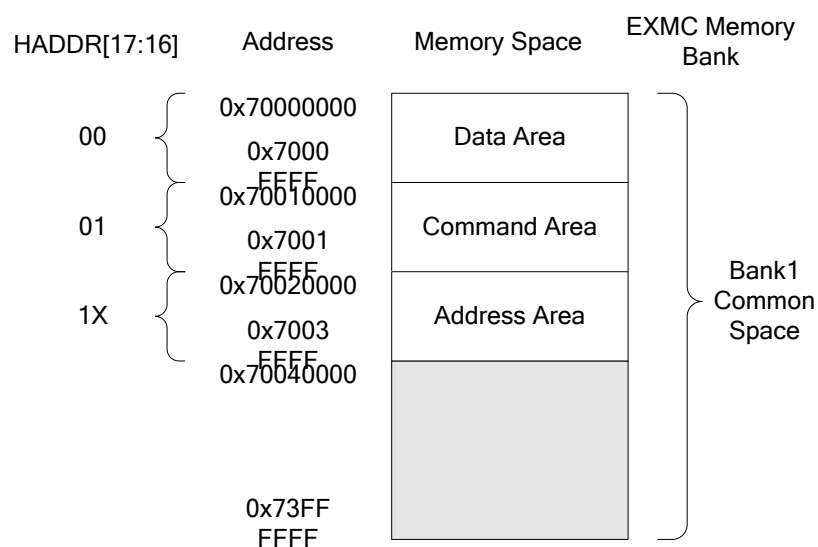 HADDR[17:16] Address Memory Space EXMC Memory
Bank
0x70000000
00 Data Area
0x7000
FFFF
0x70010000
01 Command Area
0x7001
FFFF
0x70020000
Bank1
Common
Space
1X Address Area
0x7003
FFFF
0x70040000
0x73FF
FFFF